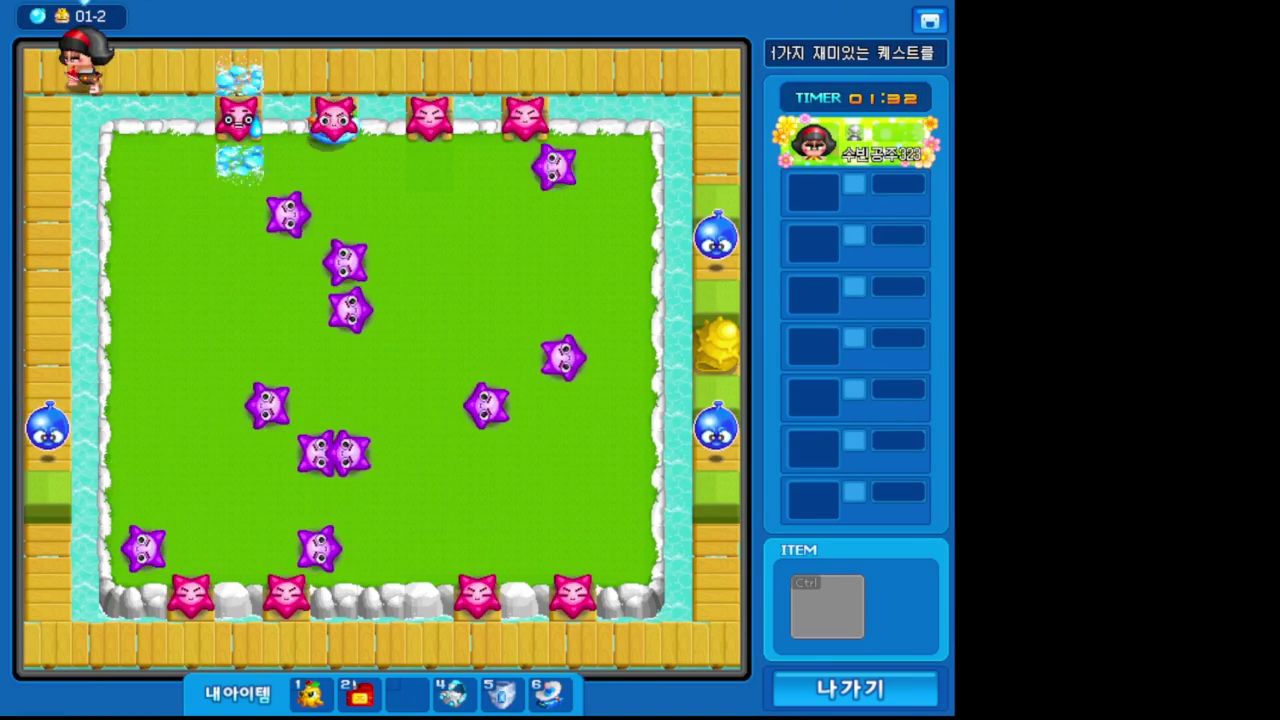 01-2
1가지 재미있는 퀘스트를
TIMER 01:32
수빈공주323
ITEM
Ctrl
내아이템 1 2 4 5 6
나가기